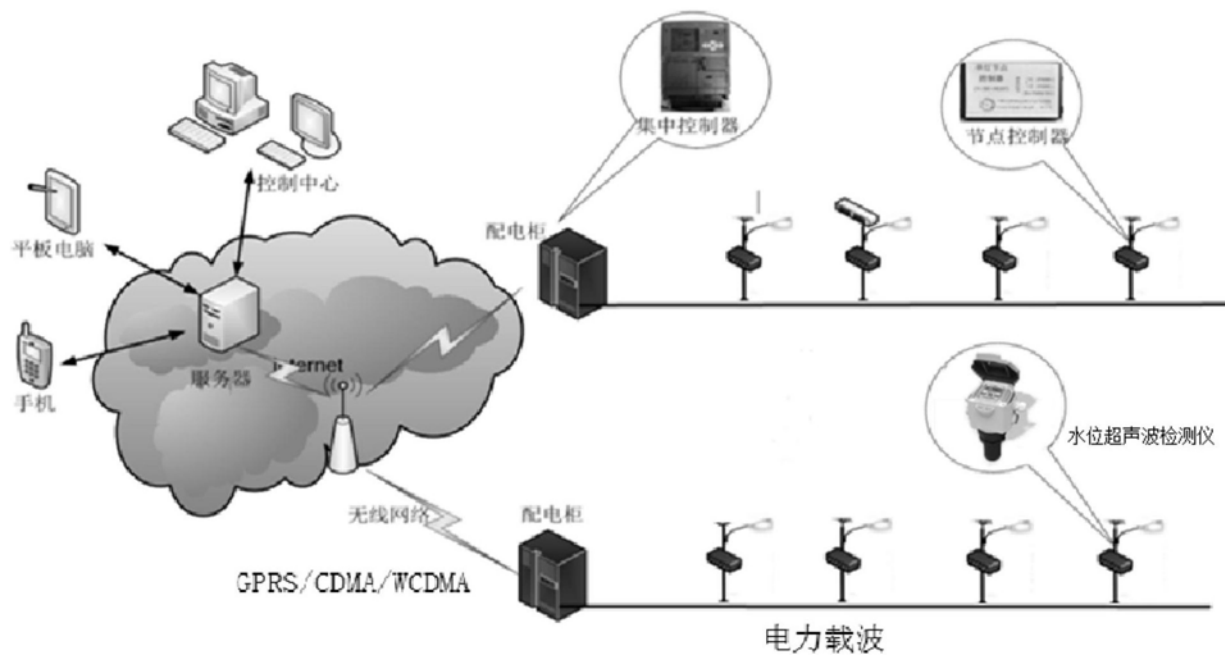 集中控制器
节点控制器
控制中心
平板电脑
配电柜
Internet
服务器
手机
水位超声波检测仪
无线网络
配电柜
GPRS/CDMA/WCDMA
电力载波